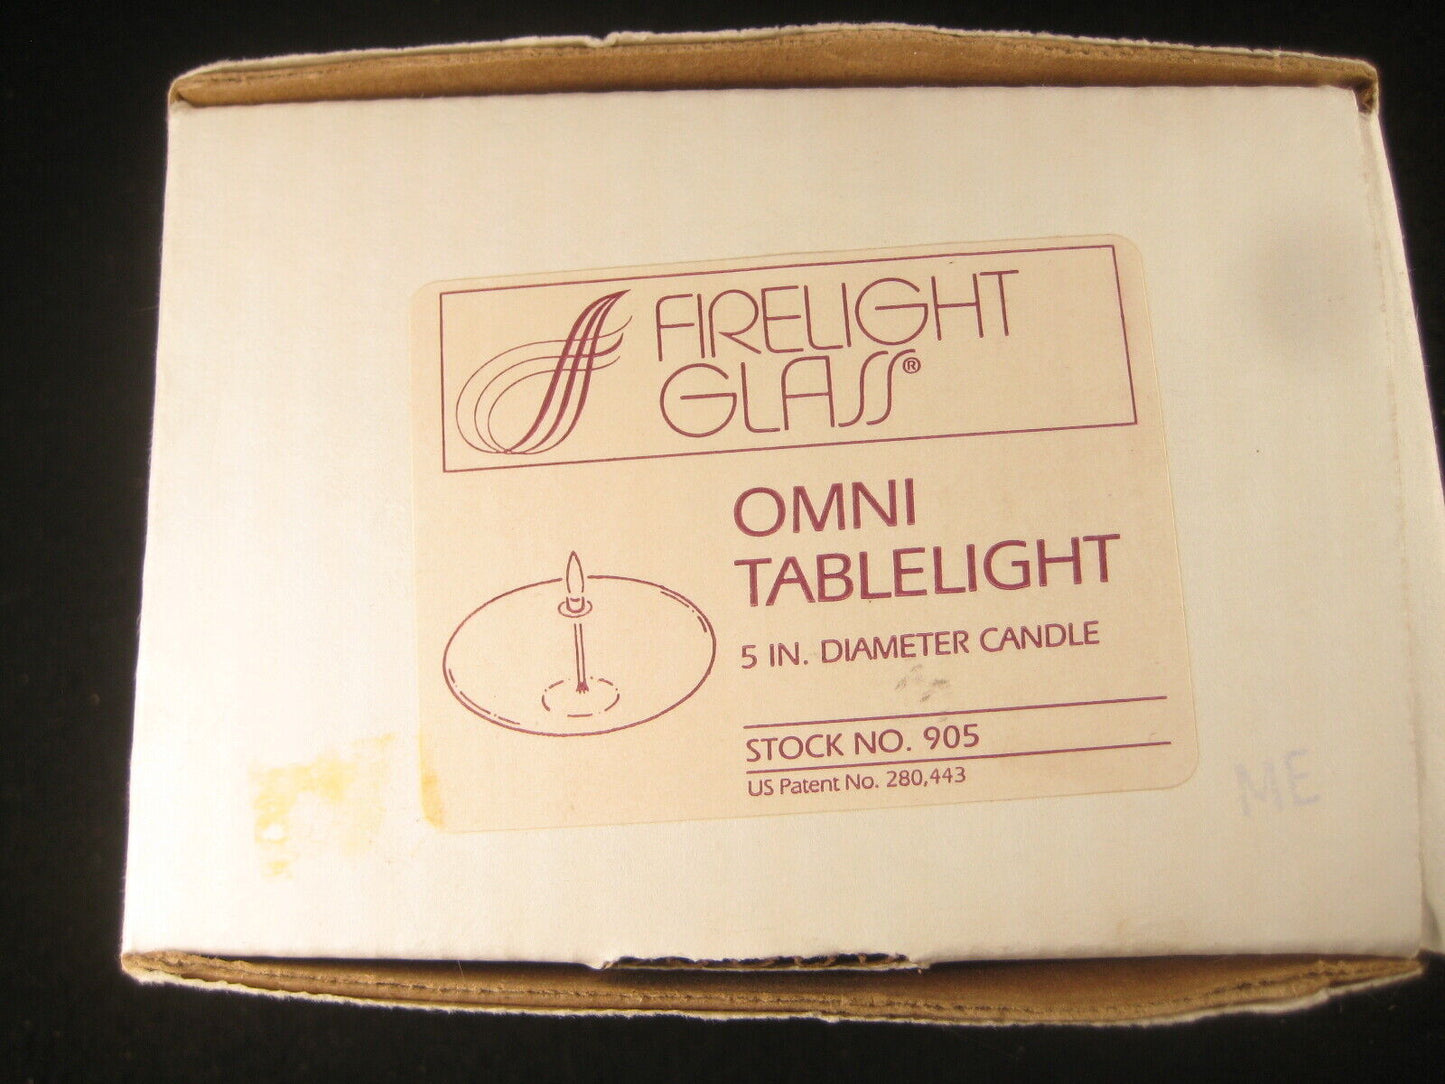 FIRELIGHT
GLASS®
OMNI
TABLELIGHT
5 IN. DIAMETER CANDLE
STOCK NO. 905
US Patent No. 280,443
ME